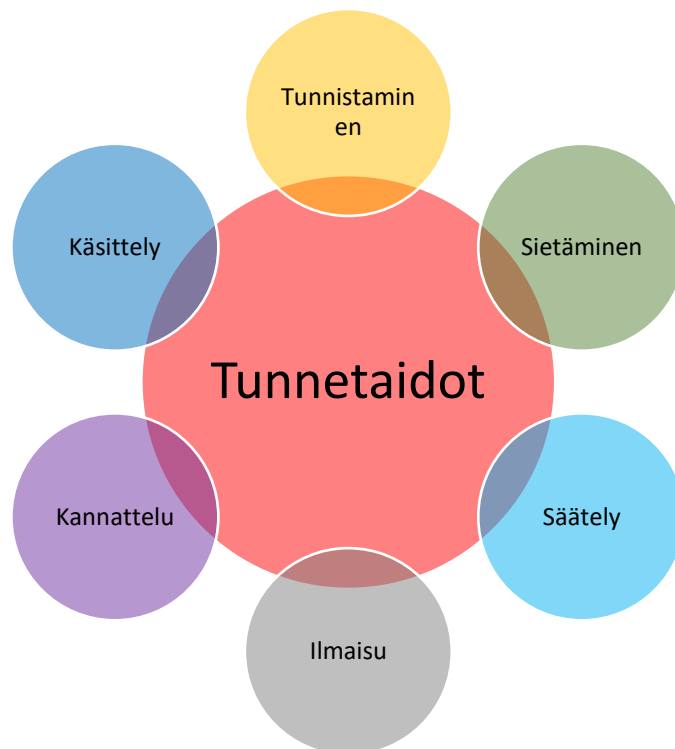 Tunnistamin
en
Käsittely
Sietäminen
Tunnetaidot
Kannattelu
Säätely
Ilmaisu